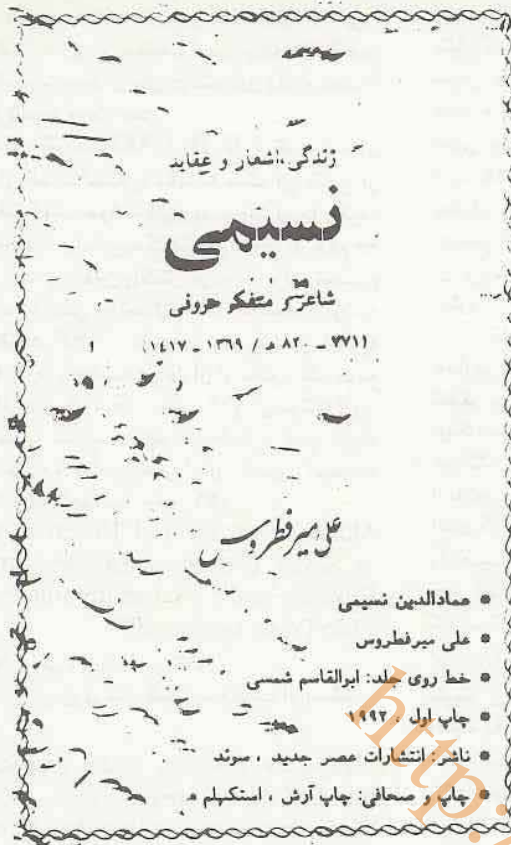 زندگی، اشعار و عقاید
نسیمی
شاعر و متفکر حروفی
(۷۷۱ - ۸۲۰ ه / ۱۳۶۹ - ۱۴۱۷)
علی میرفطروس
• عمادالدین نسیمی
• علی میرفطروس
• خط روی جلد: ابوالقاسم شمسی
• چاپ اول ، ۱۹۹۲
• ناشر: انتشارات عصر جدید ، سوئد
• چاپ و صحافی: چاپ آرش ، استکهلم
http: